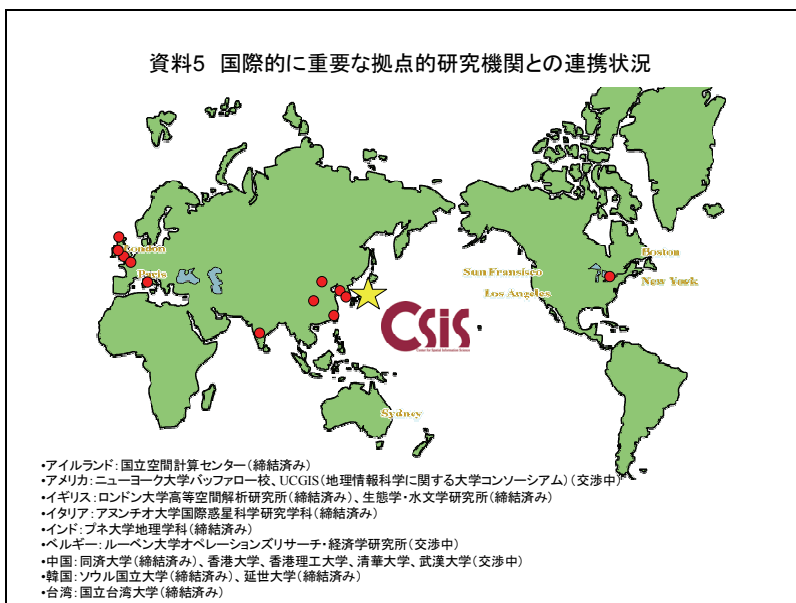 資料5 国際的に重要な拠点的研究機関との連携状況
London
Paris
Boston
Sun Fransisco
New York
Los Angeles
CSIS
Center for Spatial Information Science
Sydney
•アイルランド:国立空間計算センター(締結済み)
•アメリカ:ニューヨーク大学バッファロー校、UCGIS(地理情報科学に関する大学コンソーシアム)(交渉中)
•イギリス:ロンドン大学高等空間解析研究所(締結済み)、生態学・水文学研究所(締結済み)
•イタリア:アヌンチオ大学国際惑星科学研究学科(締結済み)
•インド:プネ大学地理学科(締結済み)
•ベルギー:ルーベン大学オペレーションズリサーチ・経済学研究所(交渉中)
•中国:同済大学(締結済み)、香港大学、香港理工大学、清華大学、武漢大学(交渉中)
•韓国:ソウル国立大学(締結済み)、延世大学(締結済み)
•台湾:国立台湾大学(締結済み)